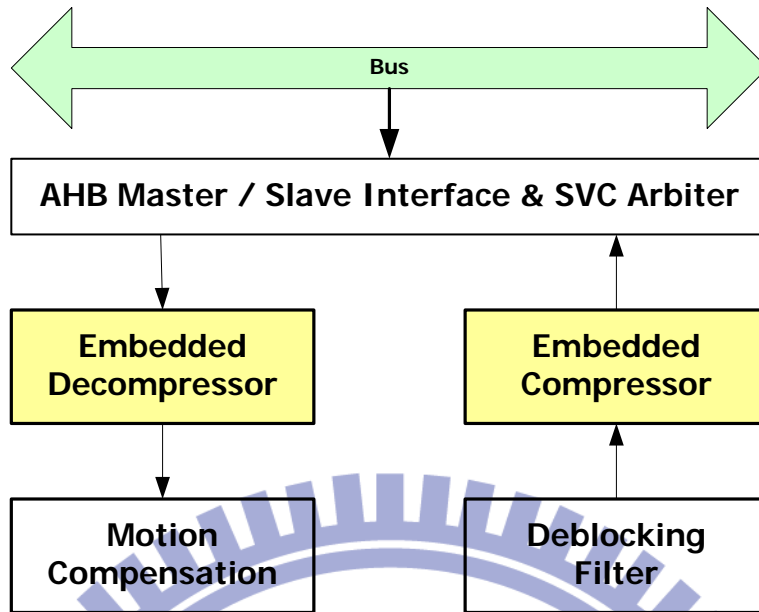 Bus
AHB Master / Slave Interface & SVC Arbiter
Embedded
Decompressor
Embedded
Compressor
Motion
Compensation
Deblocking
Filter